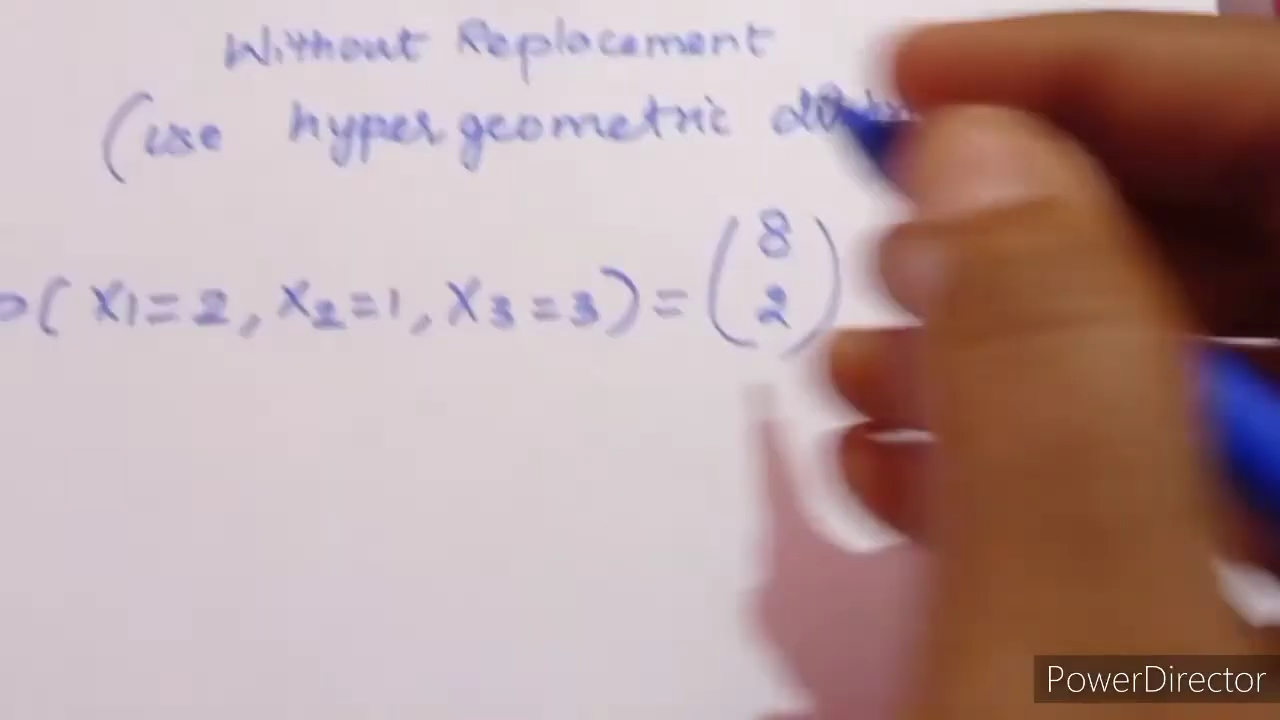 Without Replacement
(use hypergeometric
P( X1 = 2, X2 = 1, X3 = 3 ) = (8 2)
PowerDirector